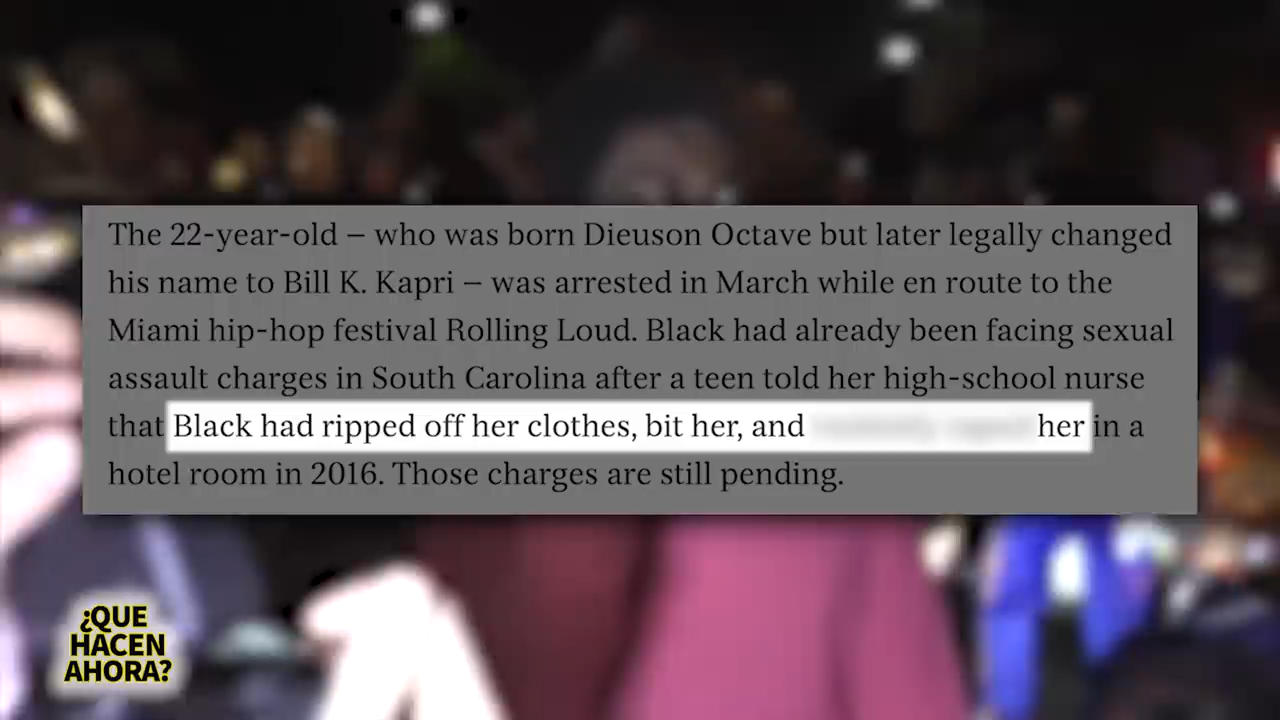 The 22-year-old – who was born Dieuson Octave but later legally changed
his name to Bill K. Kapri – was arrested in March while en route to the
Miami hip-hop festival Rolling Loud. Black had already been facing sexual
assault charges in South Carolina after a teen told her high-school nurse
that Black had ripped off her clothes, bit her, and her in a
hotel room in 2016. Those charges are still pending.
¿QUE
HACEN
AHORA?